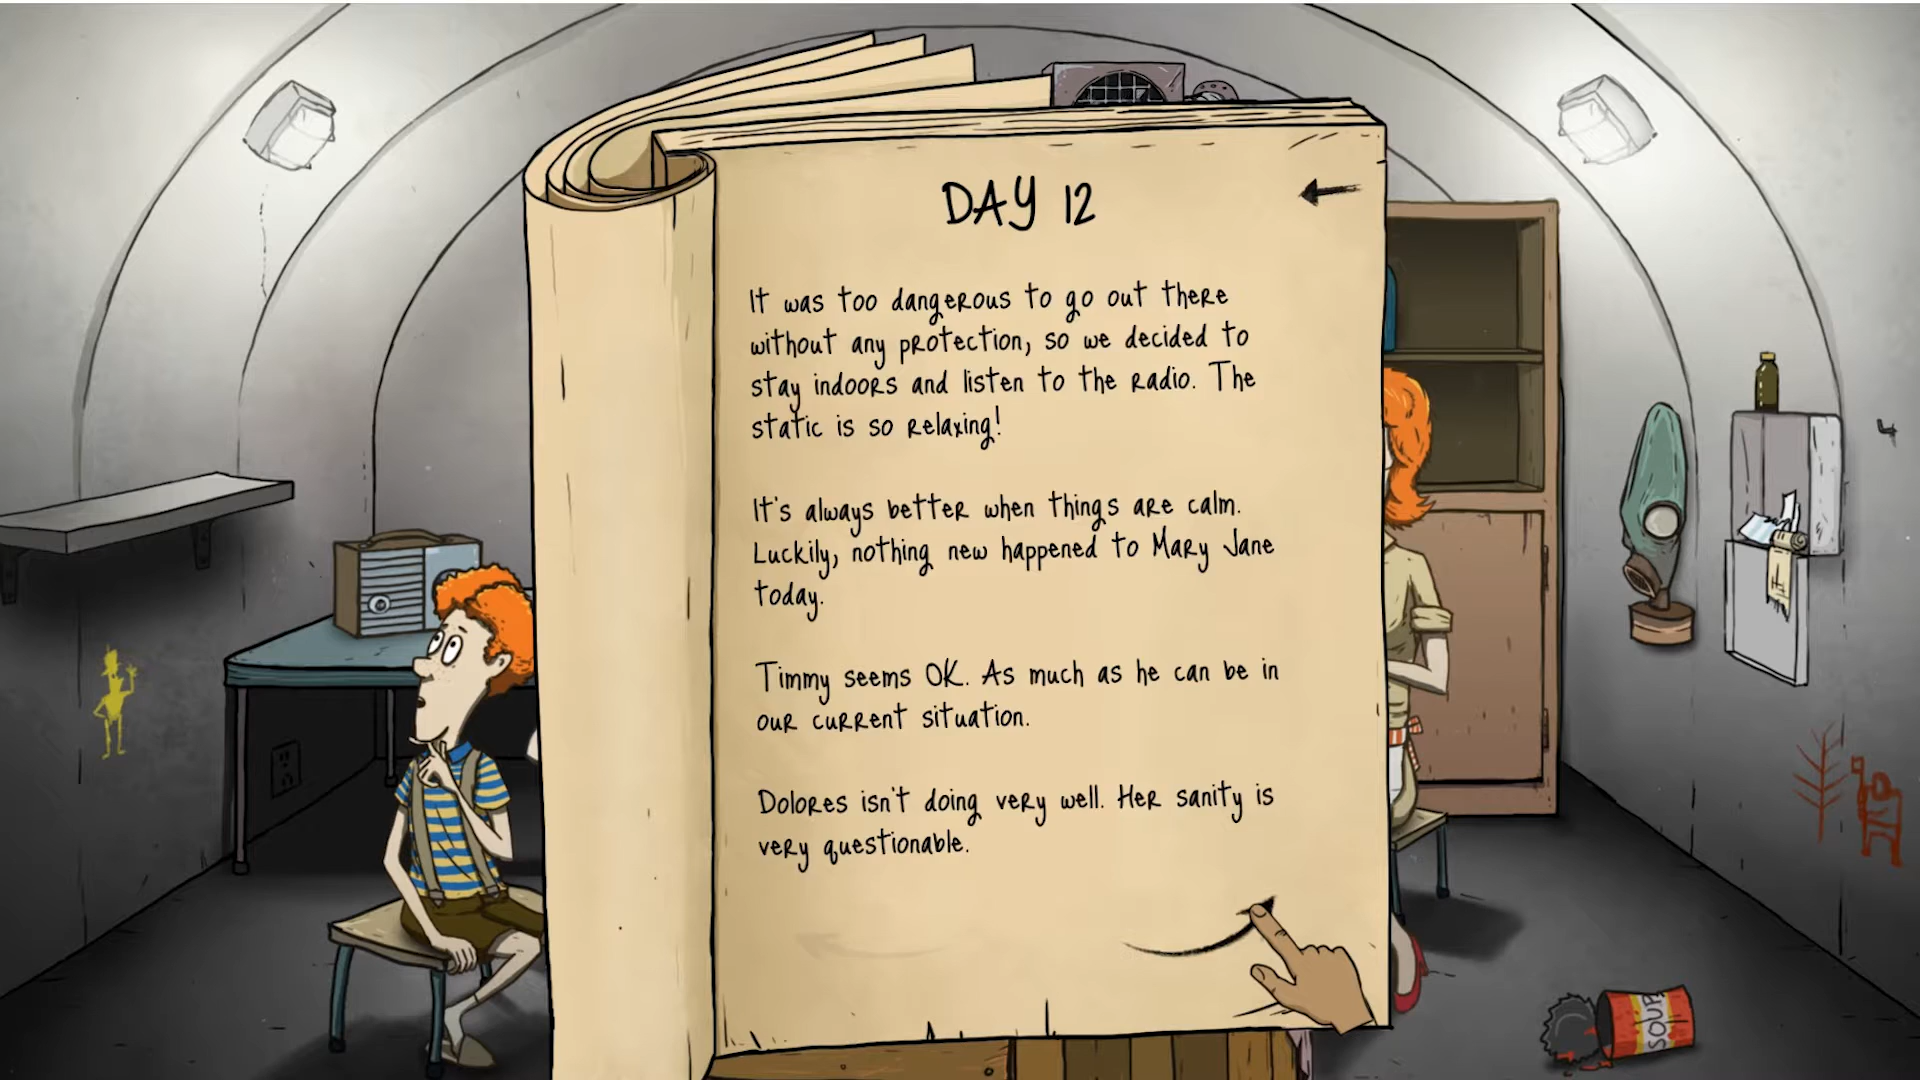 DAY 12
It was too dangerous to go out there
without any protection, so we decided to
stay indoors and listen to the radio. The
static is so relaxing!
It's always better when things are calm.
Luckily, nothing new happened to Mary Jane
today.
Timmy seems OK. As much as he can be in
our current situation.
Dolores isn't doing very well. Her sanity is
very questionable.
SOUP